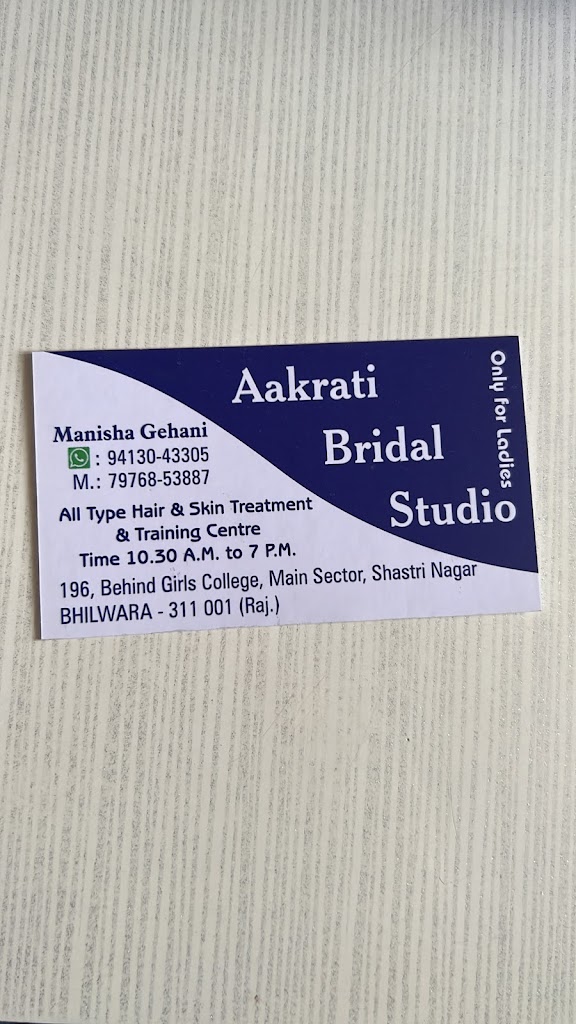 Aakrati
Bridal
Studio
Only For Ladies
Manisha Gehani
: 94130-43305
M.: 79768-53887
All Type Hair & Skin Treatment
& Training Centre
Time 10.30 A.M. to 7 P.M.
196, Behind Girls College, Main Sector, Shastri Nagar
BHILWARA - 311 001 (Raj.)